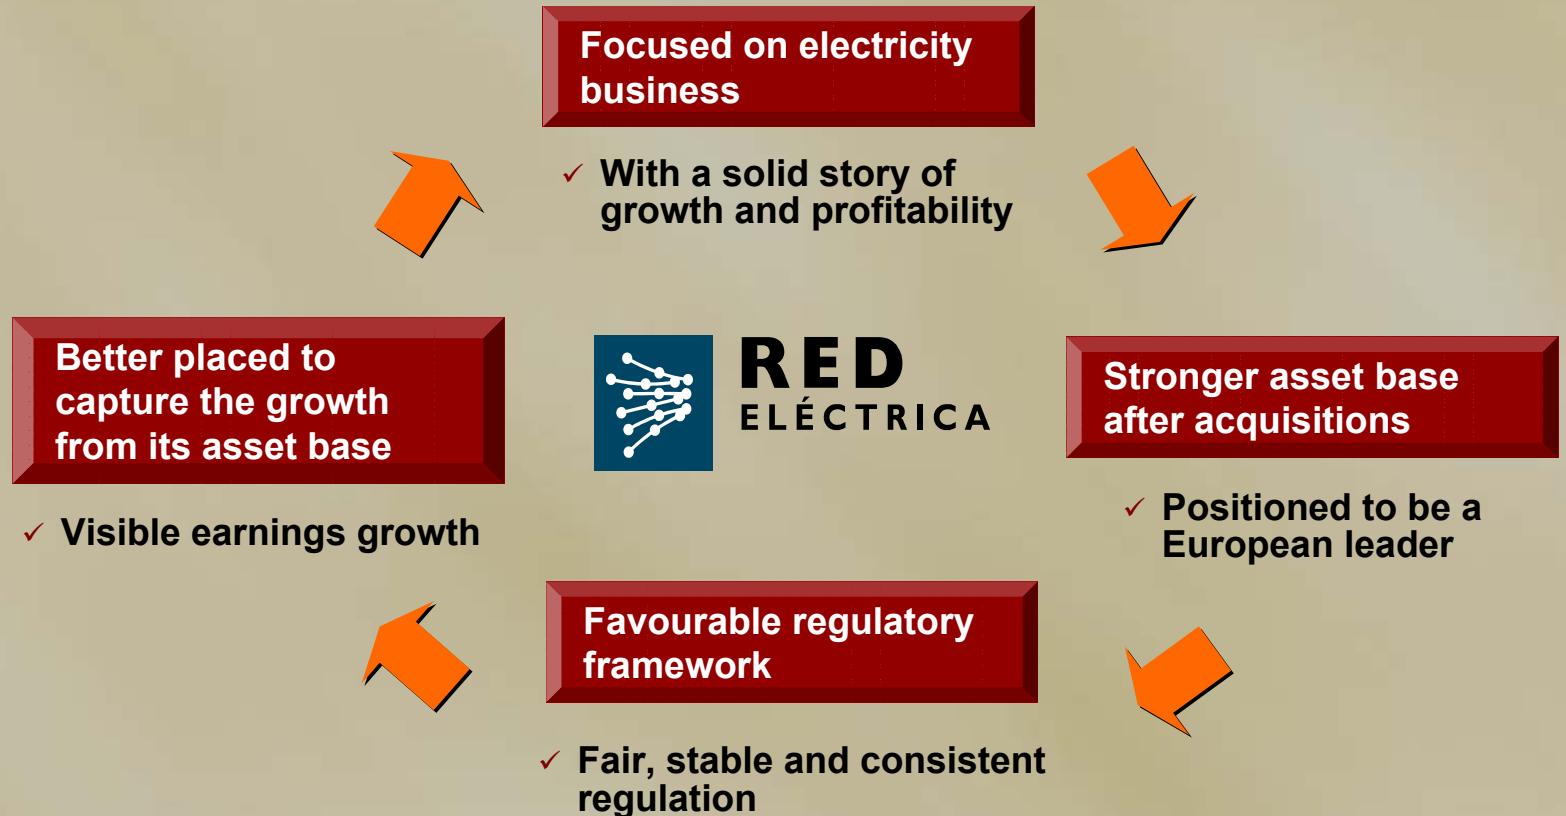 Focused on electricity
business
✓ With a solid story of
growth and profitability
Better placed to
capture the growth
from its asset base
✓ Visible earnings growth
RED
ELÉCTRICA
Stronger asset base
after acquisitions
✓ Positioned to be a
European leader
Favourable regulatory
framework
✓ Fair, stable and consistent
regulation